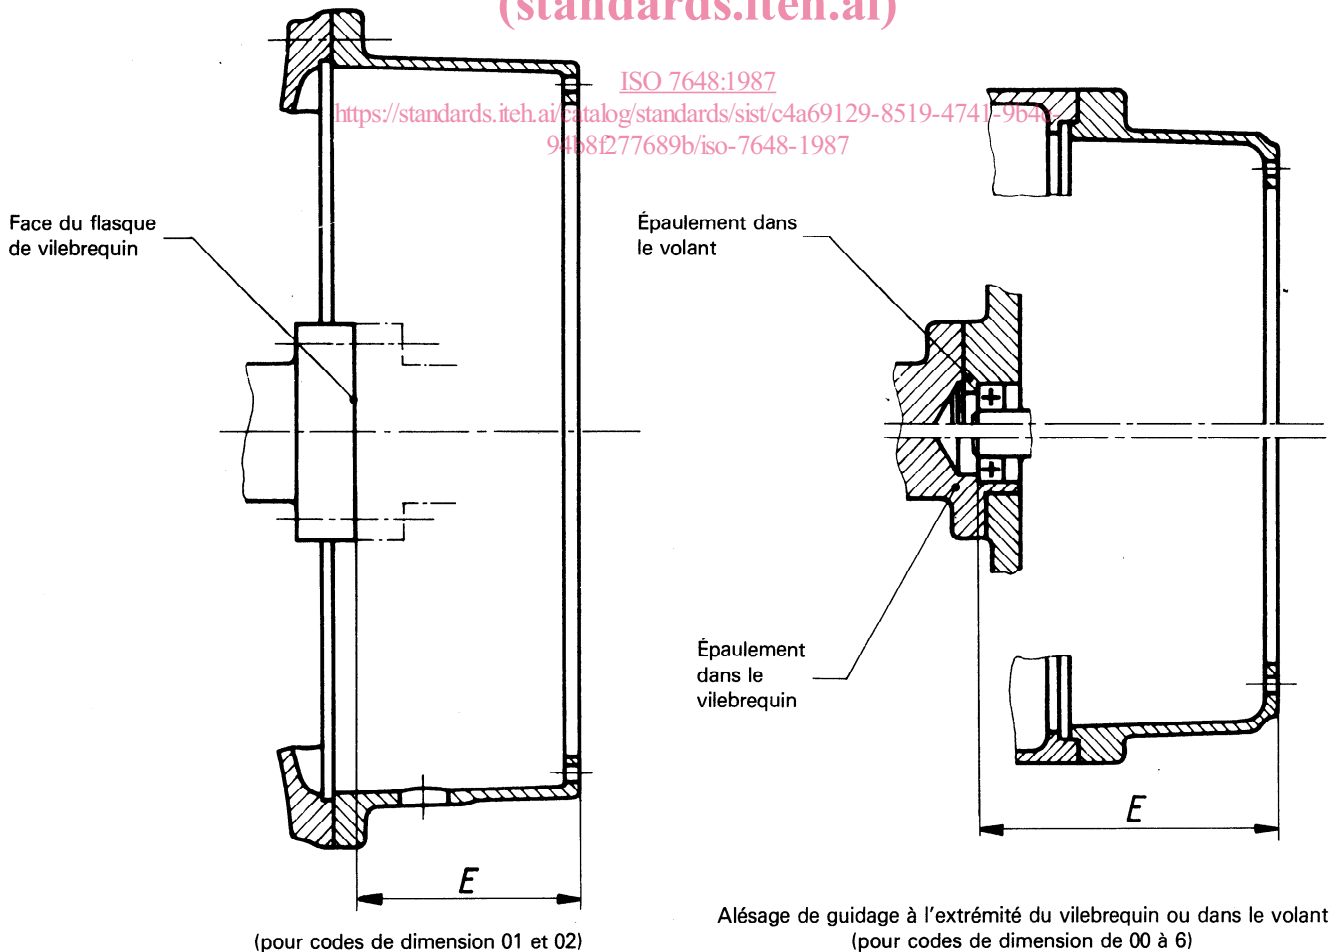 (standards.iteh.ai)
ISO 7648:1987
https://standards.iteh.ai/catalog/standards/sist/c4a69129-8519-4741-9b4c-
94b8f277689b/iso-7648-1987
Face du flasque
de vilebrequin
Épaulement dans
le volant
Épaulement
dans le
vilebrequin
E
E
(pour codes de dimension 01 et 02)
Alésage de guidage à l'extrémité du vilebrequin ou dans le volant
(pour codes de dimension de 00 à 6)